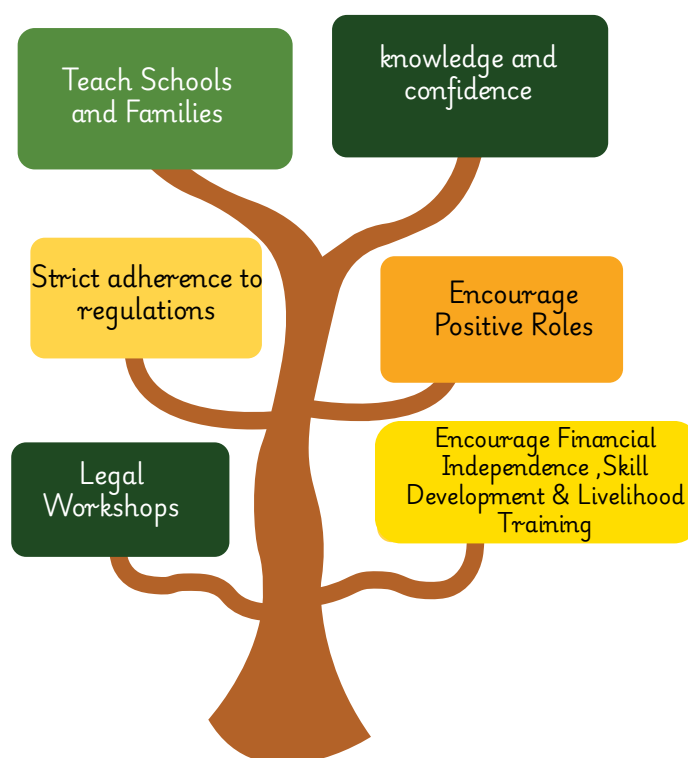 Teach Schools
and Families
knowledge and
confidence
Strict adherence to
regulations
Encourage
Positive Roles
Legal
Workshops
Encourage Financial
Independence ,Skill
Development & Livelihood
Training